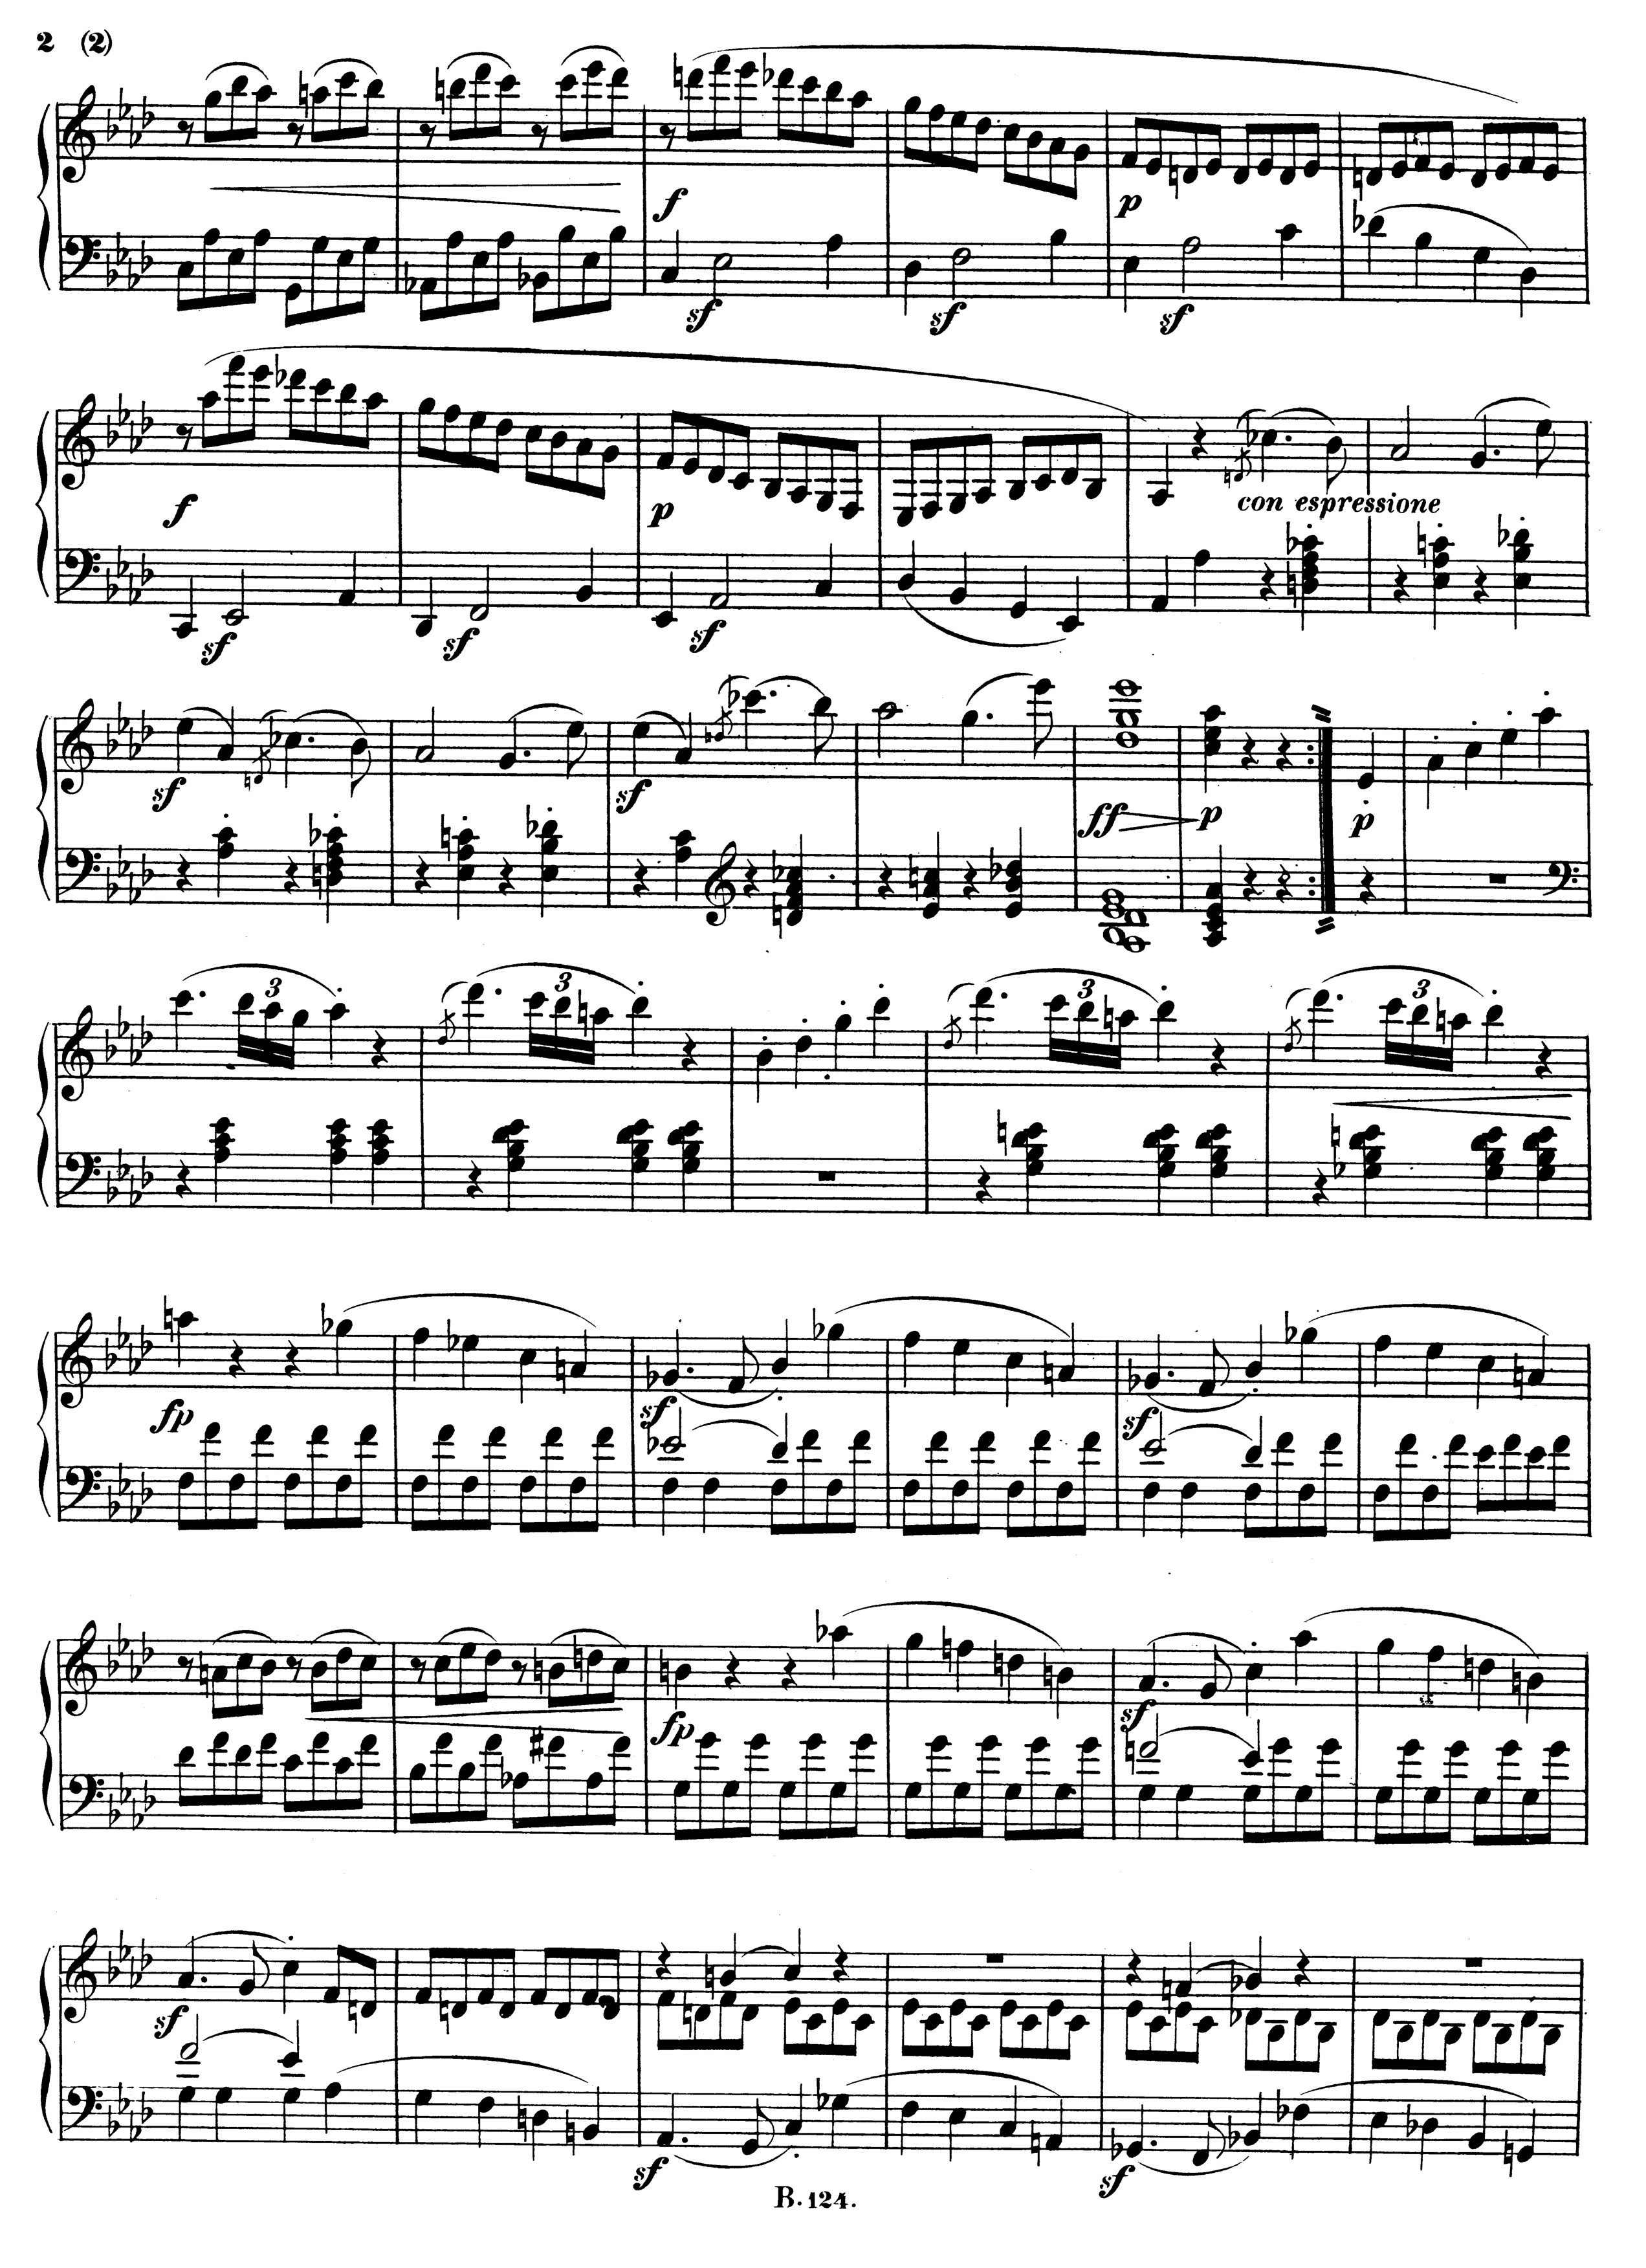 2 (2)
f p
sf sf sf
f p
sf sf sf
con espressione
sf sf ff p p
3 3 3 3
fp sf sf
fp sf
sf
sf sf
B.124.